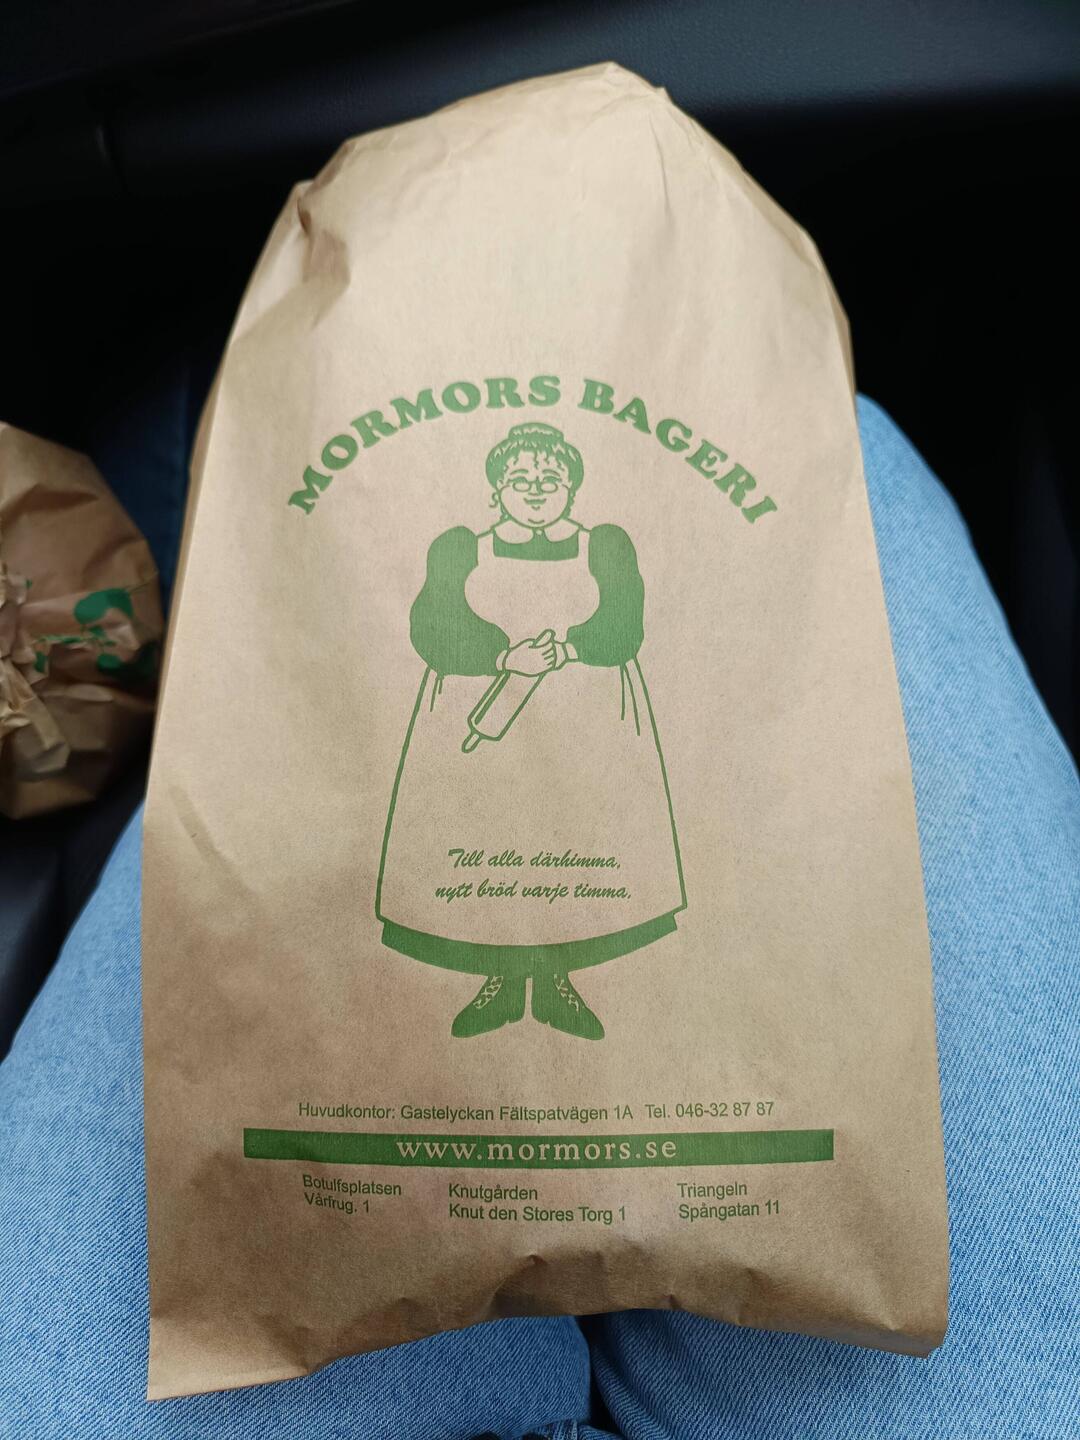 MORMORS BAGERI
Till alla därhimma,
nytt bröd varje timma.
Huvudkontor: Gastelyckan Fältspatvägen 1A Tel. 046-32 87 87
www.mormors.se
Botulfsplatsen
Vårfrug. 1
Knutgården
Knut den Stores Torg 1
Triangeln
Spångatan 11